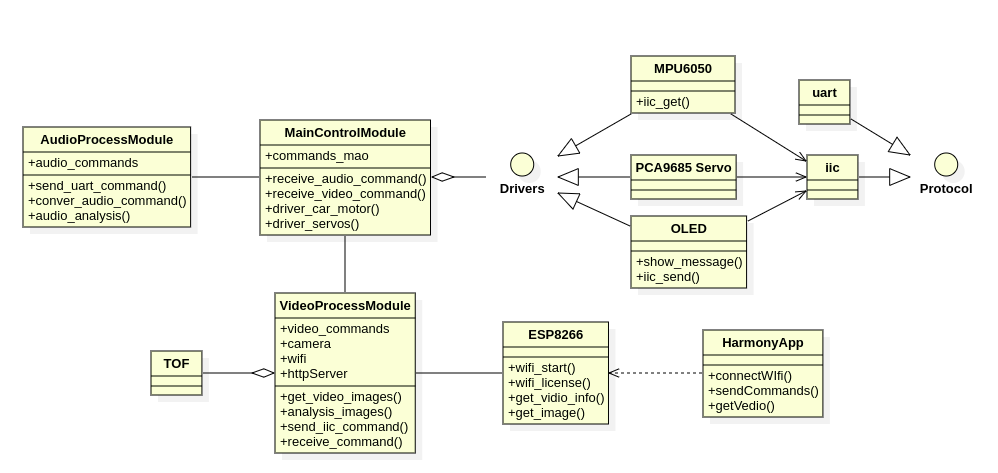 MPU6050
+iic_get()
uart
AudioProcessModule
+audio_commands
+send_uart_command()
+conver_audio_command()
+audio_analysis()
MainControlModule
+commands_mao
+receive_audio_command()
+receive_video_command()
+driver_car_motor()
+driver_servos()
Drivers
PCA9685 Servo
iic
Protocol
OLED
+show_message()
+iic_send()
VideoProcessModule
+video_commands
+camera
+wifi
+httpServer
+get_video_images()
+analysis_images()
+send_iic_command()
+receive_command()
TOF
ESP8266
+wifi_start()
+wifi_license()
+get_vidio_info()
+get_image()
HarmonyApp
+connectWIfi()
+sendCommands()
+getVedio()